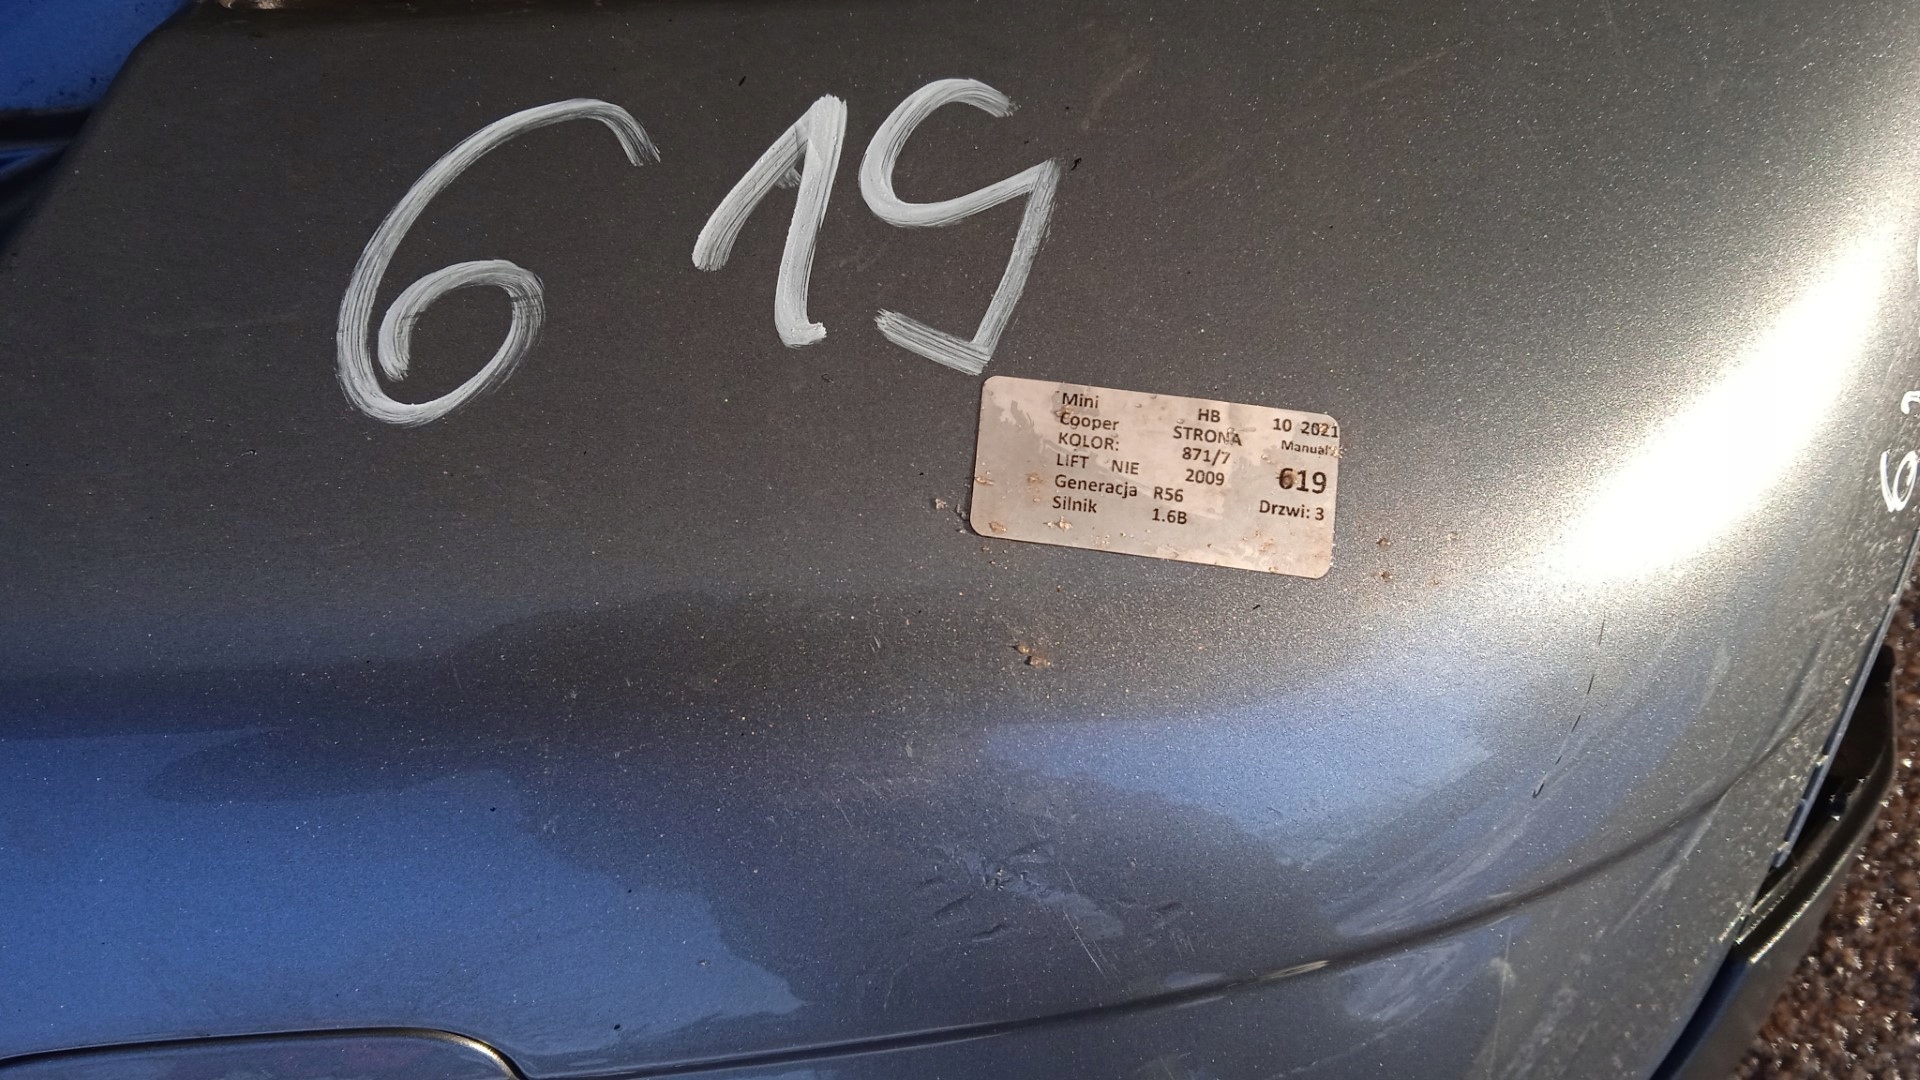 619
Mini HB 10 2021
Cooper STRONA Manual
KOLOR: 871/7
LIFT NIE 2009 619
Generacja R56 Drzwi: 3
Silnik 1.6B